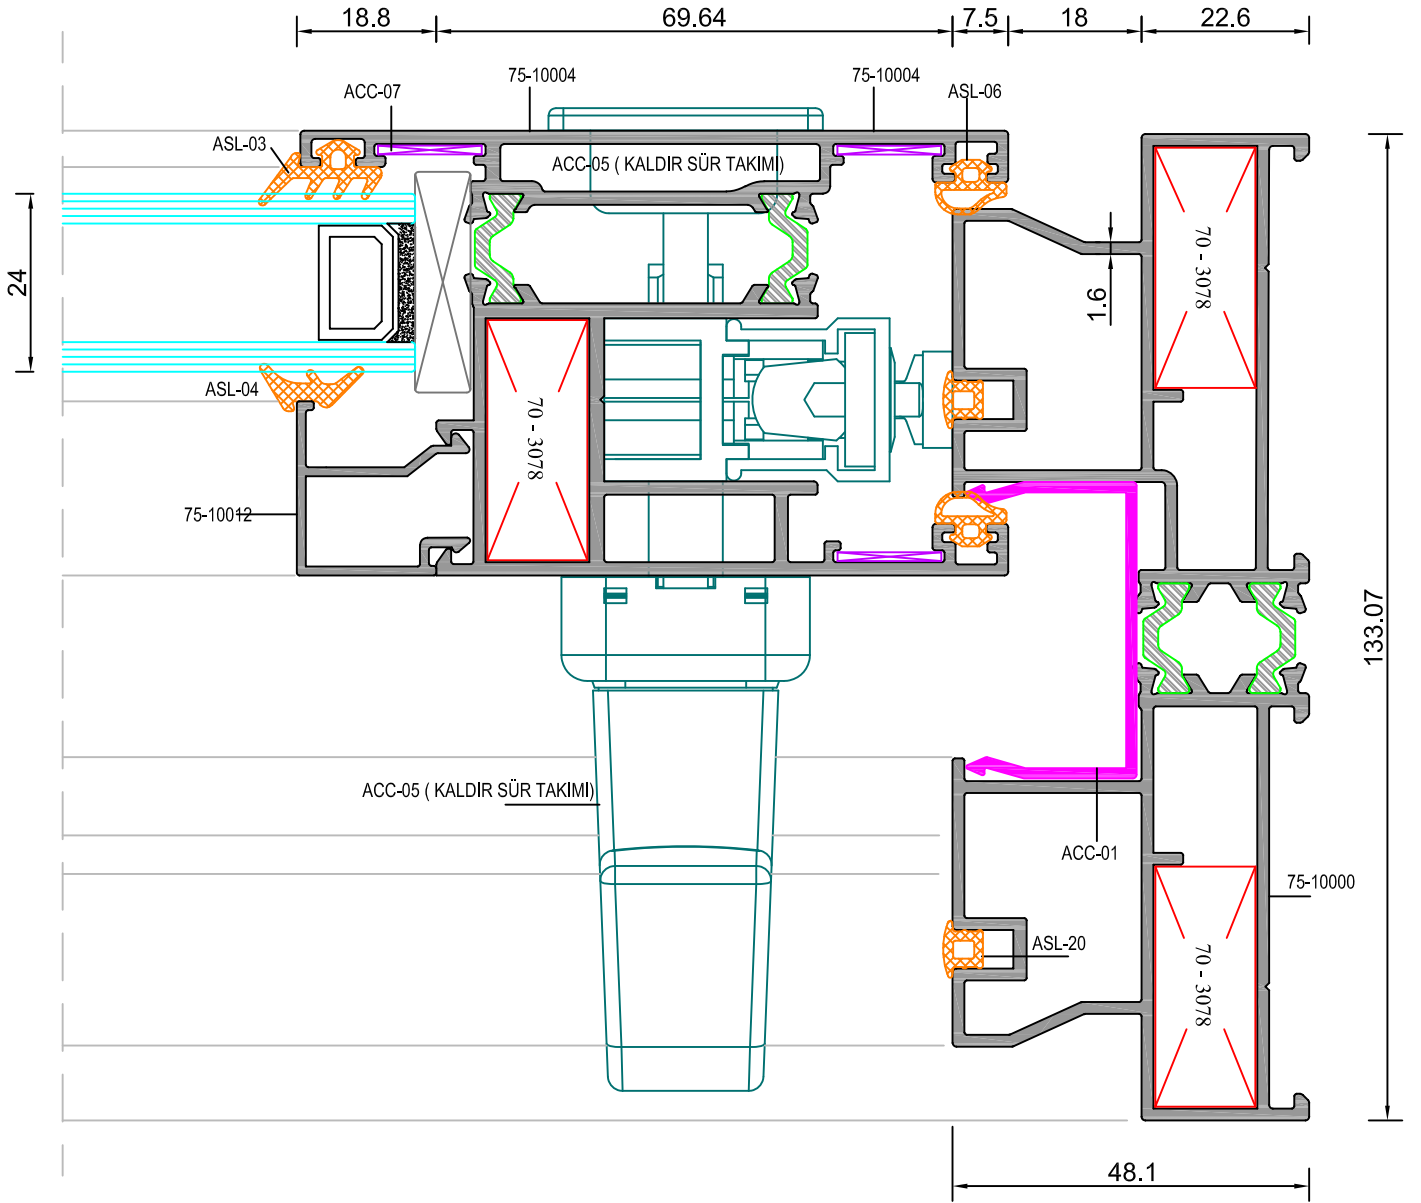 18.8
69.64
7.5
18
22.6
75-10004
75-10004
ACC-07
ASL-06
ASL-03
ACC-05 ( KALDIR SÜR TAKIMI)
70 - 3078
24
1.6
ASL-04
70 - 3078
75-10012
133.07
ACC-05 ( KALDIR SÜR TAKIMI)
ACC-01
75-10000
ASL-20
70 - 3078
48.1